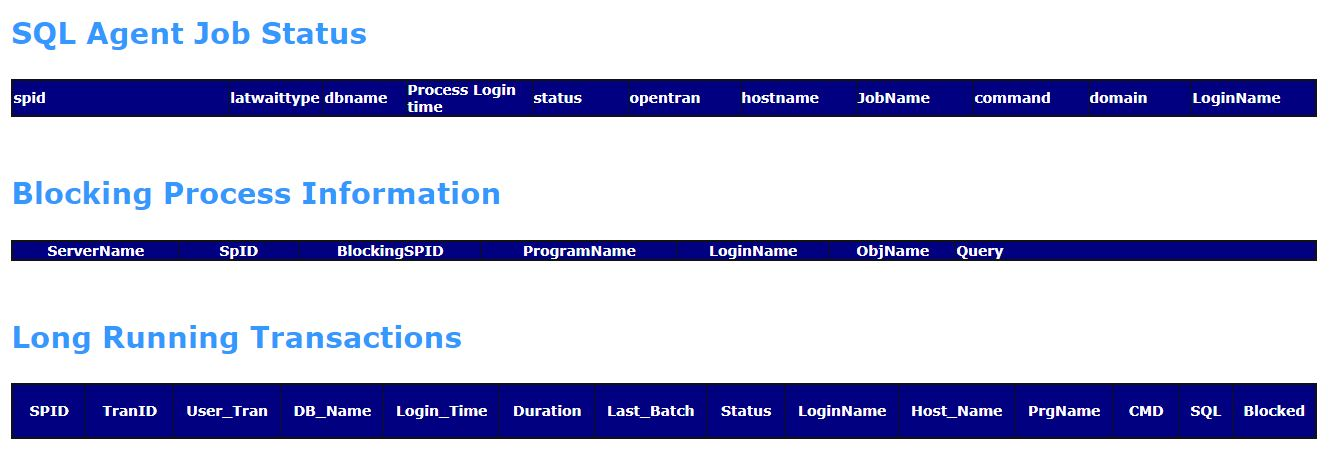 SQL Agent Job Status
spid latwaittype dbname Process Login time status opentran hostname JobName command domain LoginName
Blocking Process Information
ServerName SpID BlockingSPID ProgramName LoginName ObjName Query
Long Running Transactions
SPID TranID User_Tran DB_Name Login_Time Duration Last_Batch Status LoginName Host_Name PrgName CMD SQL Blocked